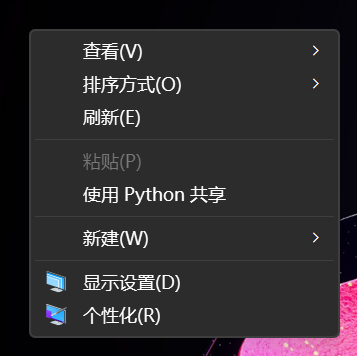 查看(V)
排序方式(O)
刷新(E)
粘贴(P)
使用 Python 共享
新建(W)
显示设置(D)
个性化(R)